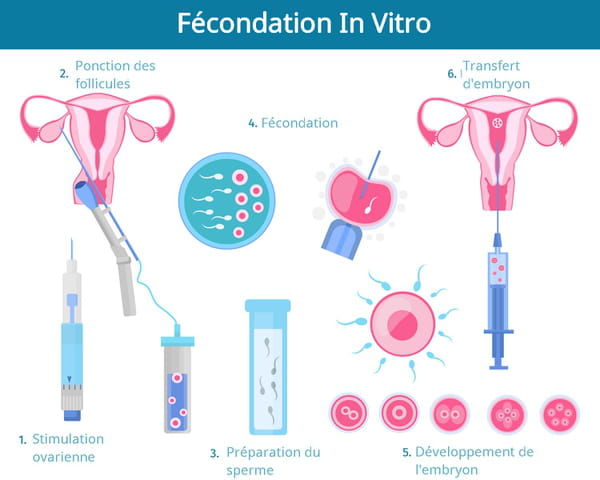 Fécondation In Vitro
2. Ponction des
follicules
6. Transfert
d'embryon
4. Fécondation
1. Stimulation
ovarienne
3. Préparation du
sperme
5. Développement de
l'embryon